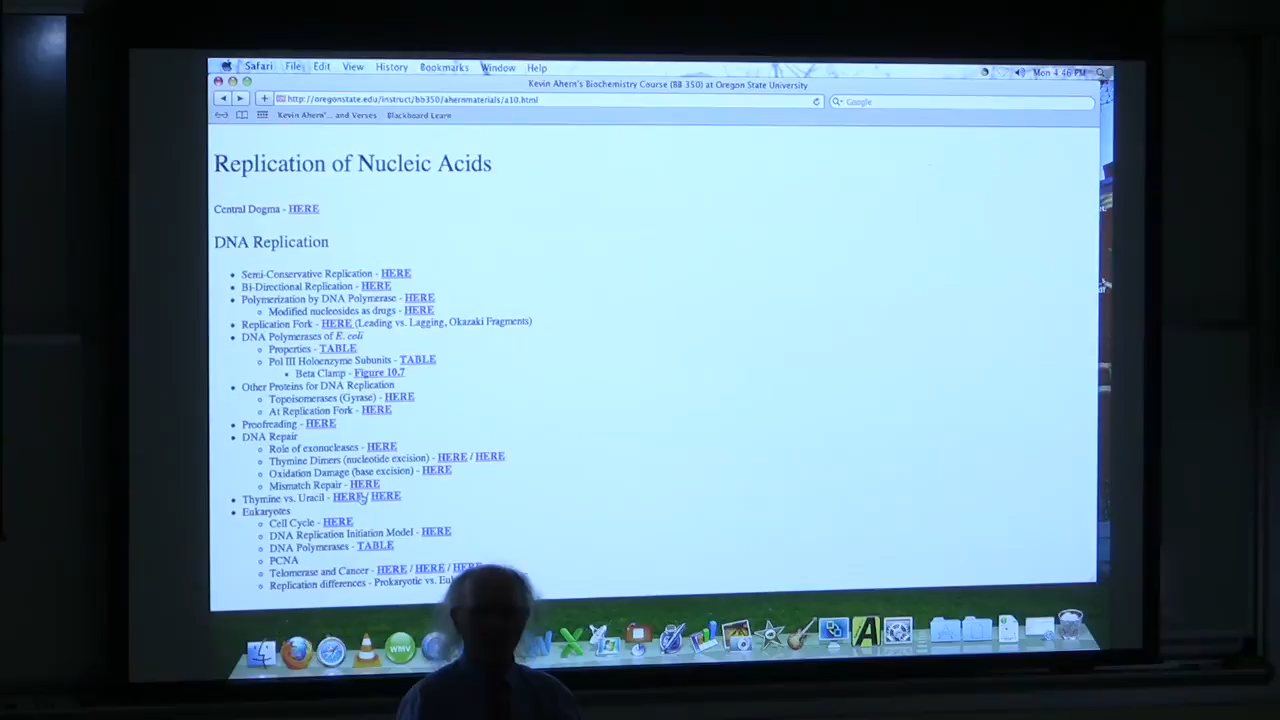 Safari File Edit View History Bookmarks Window Help Mon 4:46 PM
Kevin Ahern's Biochemistry Course (BB 350) at Oregon State University
http://oregonstate.edu/instruct/bb350/ahernmaterials/a10.html Google
Kevin Ahern'... and Verses Blackboard Learn
Replication of Nucleic Acids
Central Dogma - HERE
DNA Replication
Semi-Conservative Replication - HERE
Bi-Directional Replication - HERE
Polymerization by DNA Polymerase - HERE
Modified nucleosides as drugs - HERE
Replication Fork - HERE (Leading vs. Lagging, Okazaki Fragments)
DNA Polymerases of E. coli
Properties - TABLE
Pol III Holoenzyme Subunits - TABLE
Beta Clamp - Figure 10.7
Other Proteins for DNA Replication
Topoisomerases (Gyrase) - HERE
At Replication Fork - HERE
Proofreading - HERE
DNA Repair
Role of exonucleases - HERE
Thymine Dimers (nucleotide excision) - HERE / HERE
Oxidation Damage (base excision) - HERE
Mismatch Repair - HERE
Thymine vs. Uracil - HERE / HERE
Eukaryotes
Cell Cycle - HERE
DNA Replication Initiation Model - HERE
DNA Polymerases - TABLE
PCNA
Telomerase and Cancer - HERE / HERE / HERE
Replication differences - Prokaryotic vs.
WMV